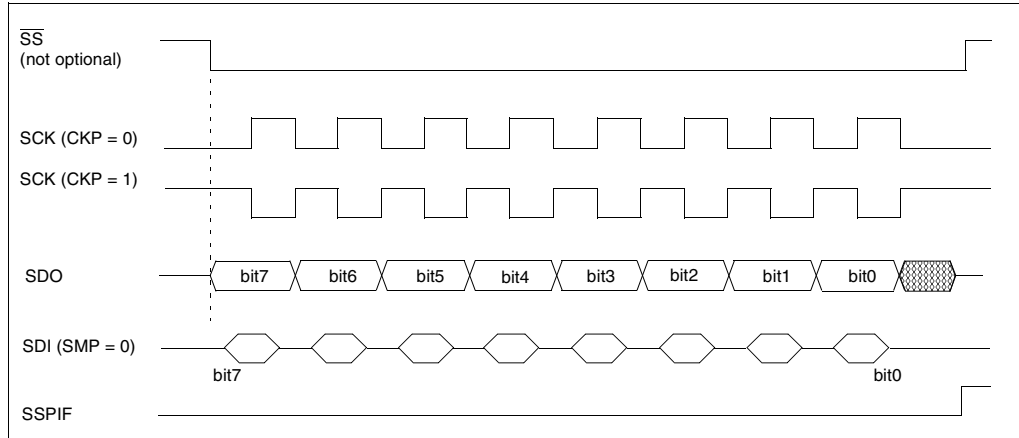 S̅S̅
(not optional)
SCK (CKP = 0)
SCK (CKP = 1)
SDO bit7 bit6 bit5 bit4 bit3 bit2 bit1 bit0
SDI (SMP = 0)
bit7 bit0
SSPIF